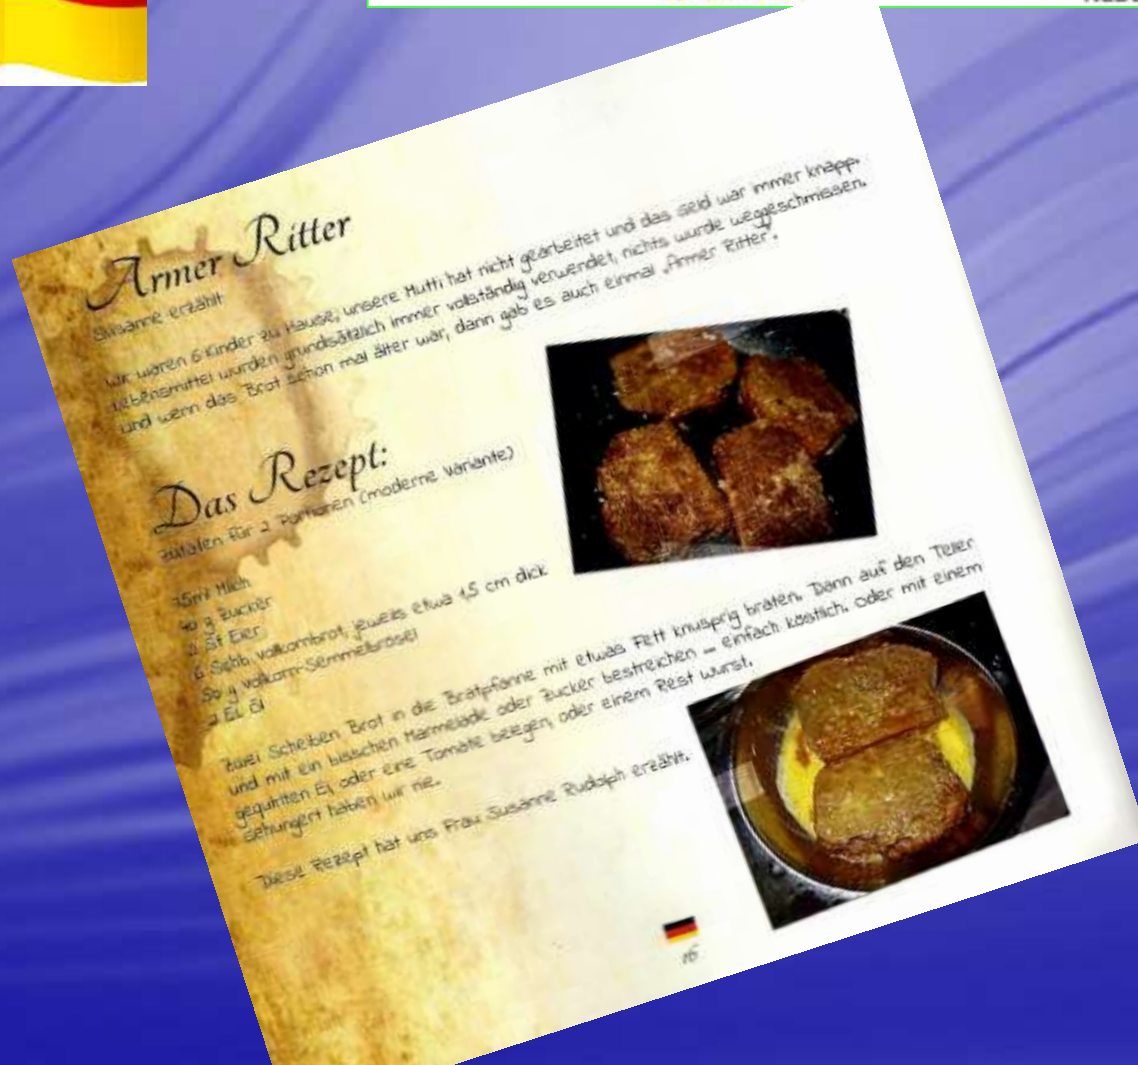 Armer Ritter
Susanne erzählt
Wir waren 6 Kinder zu Hause, unsere Mutti hat nicht gearbeitet und das Geld war immer knapp.
Lebensmittel wurden grundsätzlich immer vollständig verwendet, nichts wurde weggeschmissen.
und wenn das Brot schon mal älter war, dann gab es auch einmal „Armer Ritter".
Das Rezept:
Zutaten für 2 Portionen (moderne Variante)
Milch
Zucker
2 St Eier
6 Schb. Vollkornbrot, jeweils etwa 1,5 cm dick
50 g Vollkorn-Semmelbrösel
2 EL Öl
Zwei Scheiben Brot in die Bratpfanne mit etwas Fett knusprig braten. Dann auf den Teller
und mit ein bisschen Marmelade oder Zucker bestreichen – einfach köstlich. Oder mit einem
gequirlten Ei, oder eine Tomate belegen, oder einem Rest Wurst.
Gehungert haben wir nie.
Diese Rezept hat uns Frau Susanne Rudolph erzählt.
16